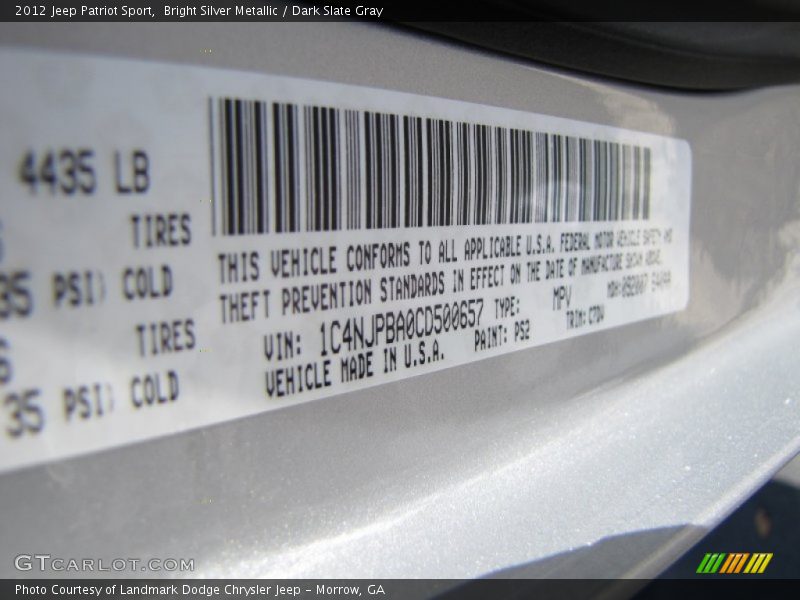 2012 Jeep Patriot Sport,  Bright Silver Metallic / Dark Slate Gray
4435 LB
TIRES
35 PSI) COLD
TIRES
35 PSI) COLD
THIS VEHICLE CONFORMS TO ALL APPLICABLE U.S.A. FEDERAL MOTOR VEHICLE SAFETY AND
THEFT PREVENTION STANDARDS IN EFFECT ON THE DATE OF MANUFACTURE SHOWN ABOVE.
VIN: 1C4NJPBA0CD500657 TYPE: MPV MDH:
VEHICLE MADE IN U.S.A. PAINT: PS2 TRIM:
GTCARLOT.COM
Photo Courtesy of Landmark Dodge Chrysler Jeep – Morrow, GA